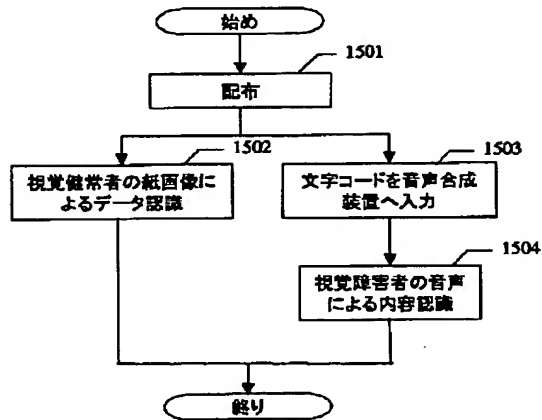 始め
1501
配布
1502
視覚健常者の紙画像に
よるデータ認識
1503
文字コードを音声合成
装置へ入力
1504
視覚障害者の音声
による内容認識
終り